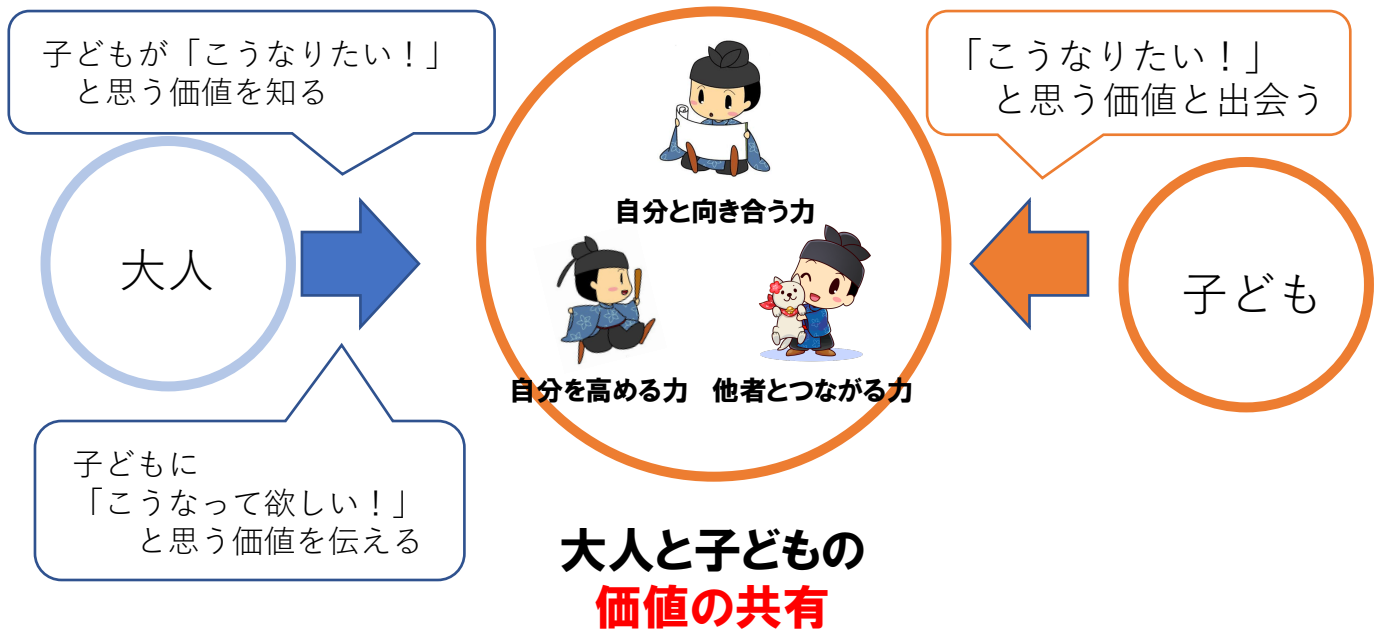 子どもが「こうなりたい！」
と思う価値を知る
「こうなりたい！」
と思う価値と出会う
自分と向き合う力
大人
子ども
自分を高める力
他者とつながる力
子どもに
「こうなって欲しい！」
と思う価値を伝える
大人と子どもの
価値の共有